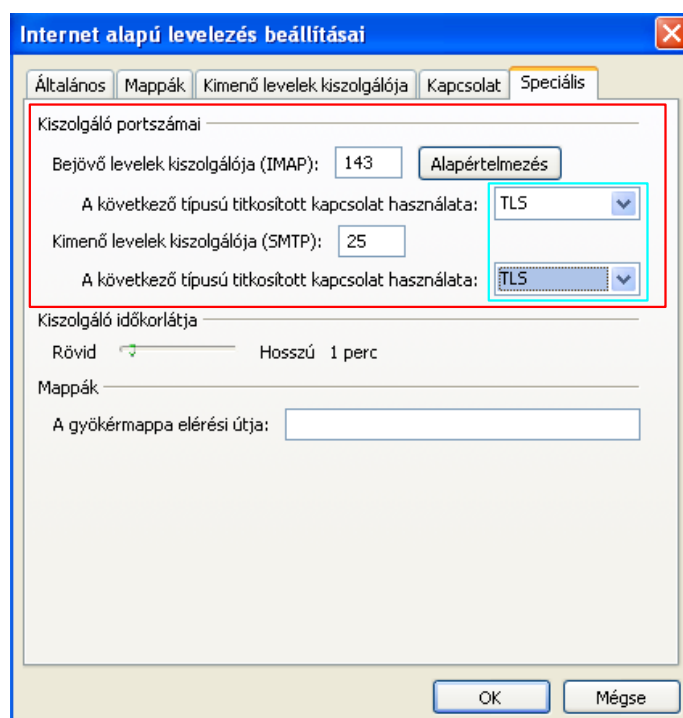 Internet alapú levelezés beállításai
Általános Mappák Kimenő levelek kiszolgálója Kapcsolat Speciális
Kiszolgáló portszámai
Bejövő levelek kiszolgálója (IMAP): 143 Alapértelmezés
A következő típusú titkosított kapcsolat használata: TLS
Kimenő levelek kiszolgálója (SMTP): 25
A következő típusú titkosított kapcsolat használata: TLS
Kiszolgáló időkorlátja
Rövid Hosszú 1 perc
Mappák
A gyökérmappa elérési útja:
OK Mégse